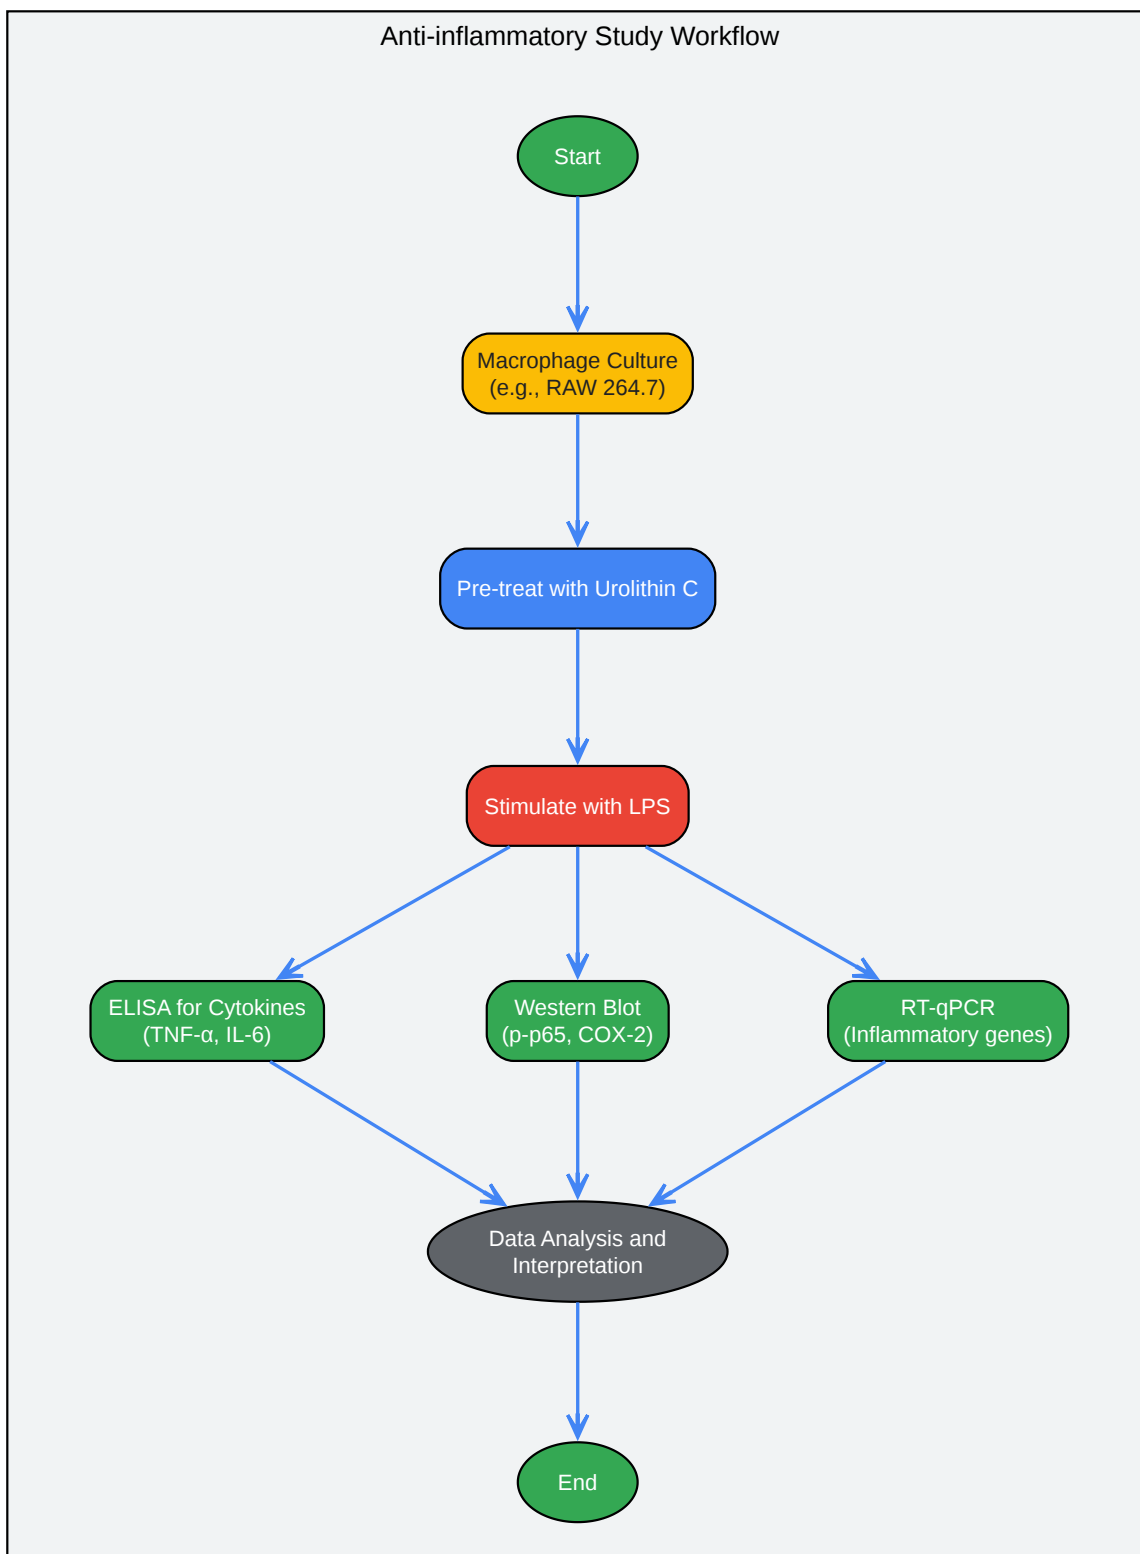 Anti-inflammatory Study Workflow
Start
Macrophage Culture
(e.g., RAW 264.7)
Pre-treat with Urolithin C
Stimulate with LPS
ELISA for Cytokines
(TNF-α, IL-6)
Western Blot
(p-p65, COX-2)
RT-qPCR
(Inflammatory genes)
Data Analysis and
Interpretation
End